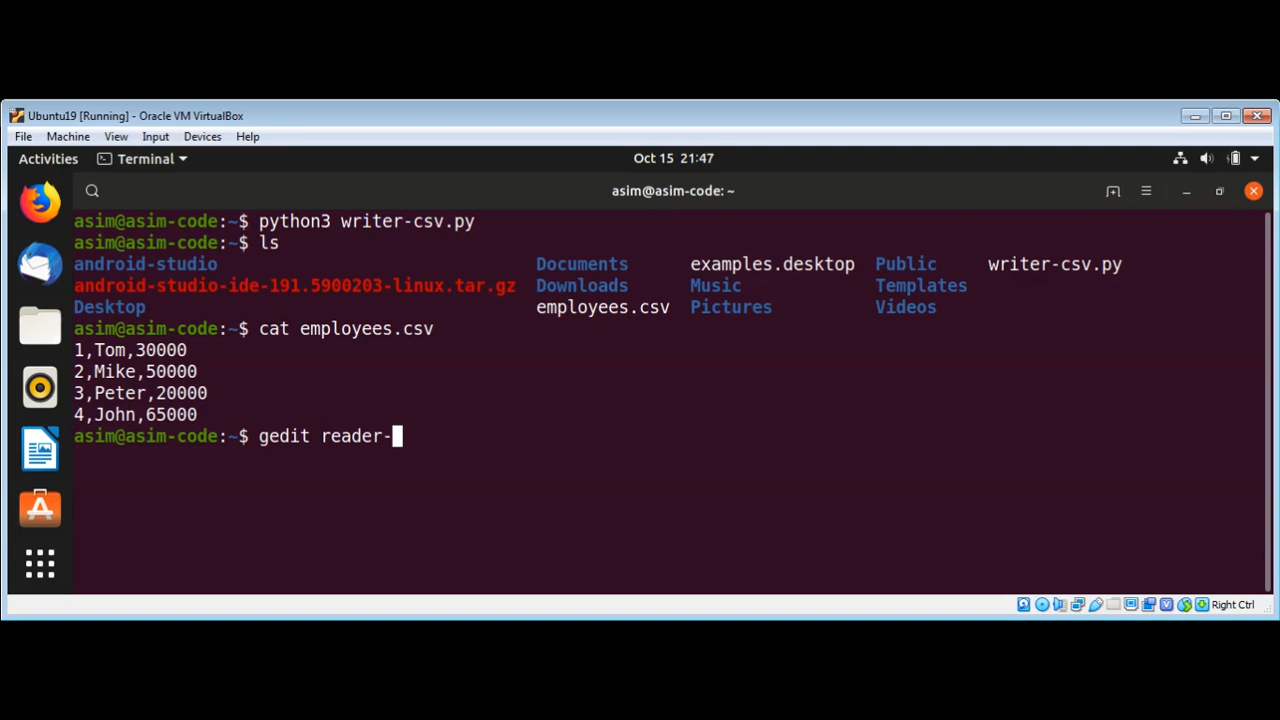 Ubuntu19 [Running] - Oracle VM VirtualBox
File Machine View Input Devices Help
Activities Terminal Oct 15 21:47
asim@asim-code: ~
asim@asim-code:~$ python3 writer-csv.py
asim@asim-code:~$ ls
android-studio Documents examples.desktop Public writer-csv.py
android-studio-ide-191.5900203-linux.tar.gz Downloads Music Templates
Desktop employees.csv Pictures Videos
asim@asim-code:~$ cat employees.csv
1,Tom,30000
2,Mike,50000
3,Peter,20000
4,John,65000
asim@asim-code:~$ gedit reader-
Right Ctrl